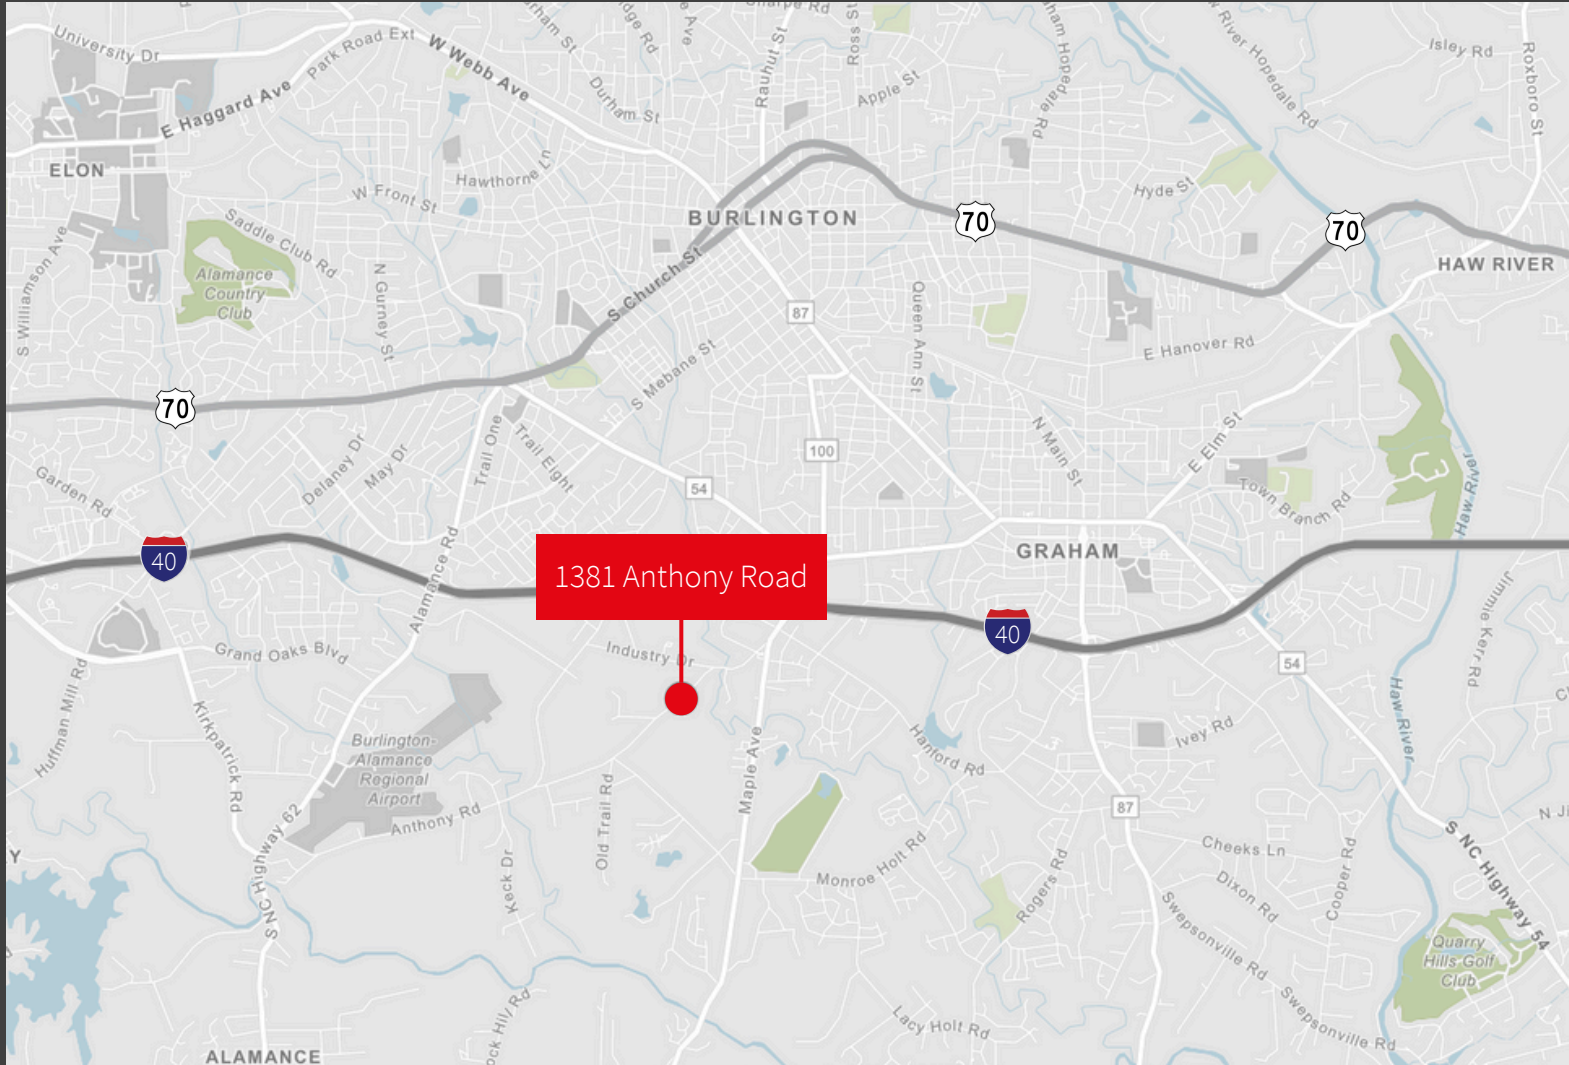 University Dr
Park Road Ext
W Webb Ave
E Haggard Ave
ELON
Durham St
Rauhut St
Ross St
Apple St
W River Hopedale Rd
Isley Rd
Roxboro St
Hawthorne Ln
W Front St
Saddle Club Rd
Alamance
Country
Club
S Williamson Ave
N Gurney St
BURLINGTON
S Church St
70
Hyde St
70
HAW RIVER
87
Queen Ann St
E Hanover Rd
S Mebane St
70
Garden Rd
Delaney Dr
May Dr
Trail One
Trail Eight
100
54
N Main St
E Elm St
Town Branch Rd
Haw River
40
Alamance Rd
1381 Anthony Road
GRAHAM
40
54
Jimmie Kerr Rd
Grand Oaks Blvd
Industry Dr
Huffman Mill Rd
Kirkpatrick Rd
Haw River
Burlington-
Alamance
Regional
Airport
Maple Ave
Hanford Rd
Ivey Rd
Anthony Rd
Old Trail Rd
87
S NC Highway 62
Keck Dr
Monroe Holt Rd
Rogers Rd
Cheeks Ln
Dixon Rd
Cooper Rd
S NC Highway 54
Swepsonville Rd
Quarry
Hills Golf
Club
Lacy Holt Rd
Swepsonville Rd
ALAMANCE